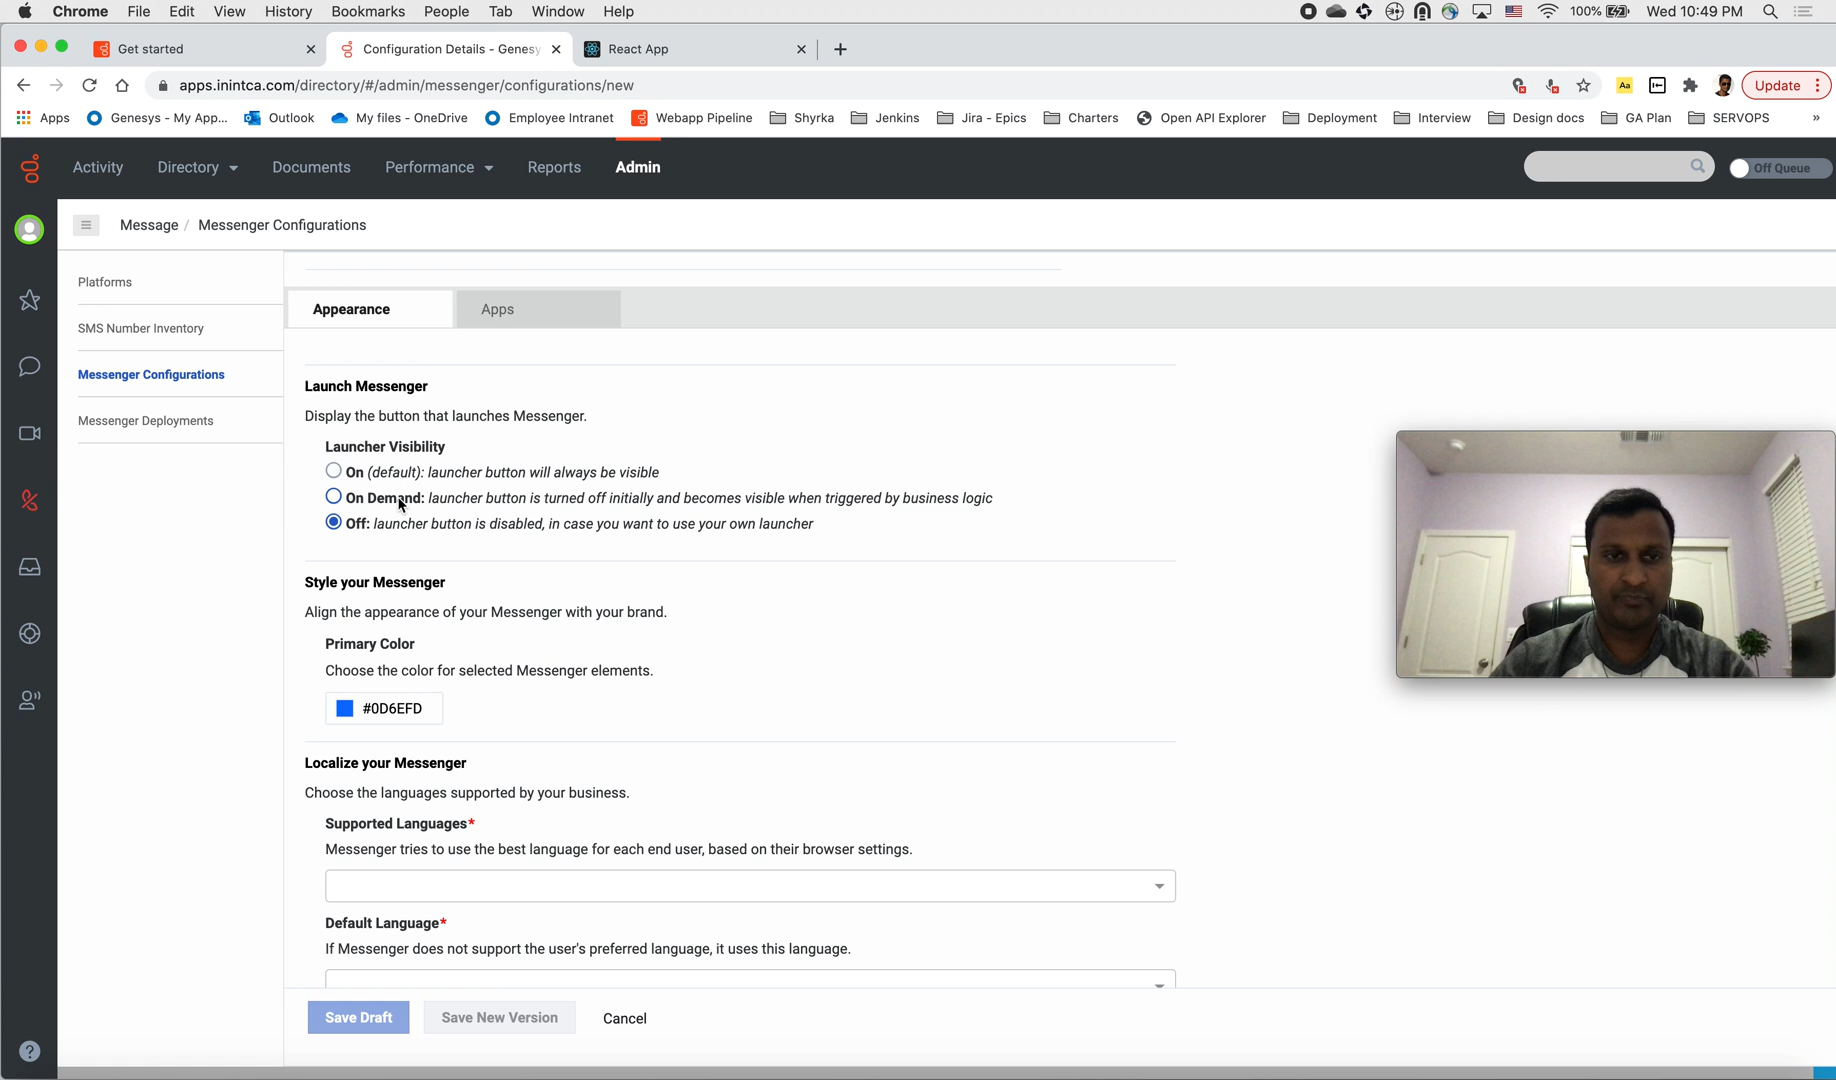 Chrome File Edit View History Bookmarks People Tab Window Help
100% Wed 10:49 PM
Get started
Configuration Details - Genesy
React App
apps.inintca.com/directory/#/admin/messenger/configurations/new
Aa
Update
Apps Genesys - My App... Outlook My files - OneDrive Employee Intranet Webapp Pipeline Shyrka Jenkins Jira - Epics Charters Open API Explorer Deployment Interview Design docs GA Plan SERVOPS »
Activity Directory Documents Performance Reports Admin
Off Queue
Message / Messenger Configurations
Platforms
SMS Number Inventory
Messenger Configurations
Messenger Deployments
Appearance Apps
Launch Messenger
Display the button that launches Messenger.
Launcher Visibility
On (default): launcher button will always be visible
On Demand: launcher button is turned off initially and becomes visible when triggered by business logic
Off: launcher button is disabled, in case you want to use your own launcher
Style your Messenger
Align the appearance of your Messenger with your brand.
Primary Color
Choose the color for selected Messenger elements.
#0D6EFD
Localize your Messenger
Choose the languages supported by your business.
Supported Languages*
Messenger tries to use the best language for each end user, based on their browser settings.
Default Language*
If Messenger does not support the user's preferred language, it uses this language.
Save Draft Save New Version Cancel
?